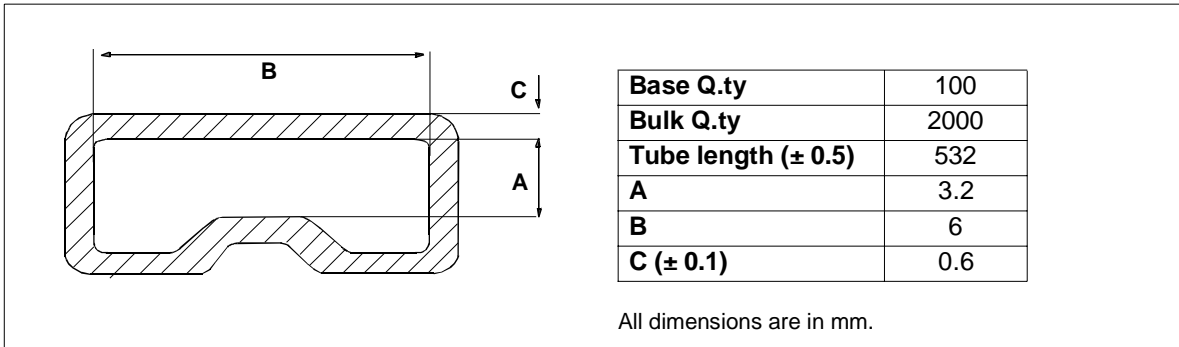 B
C
A
Base Q.ty 100
Bulk Q.ty 2000
Tube length (± 0.5) 532
A 3.2
B 6
C (± 0.1) 0.6
All dimensions are in mm.